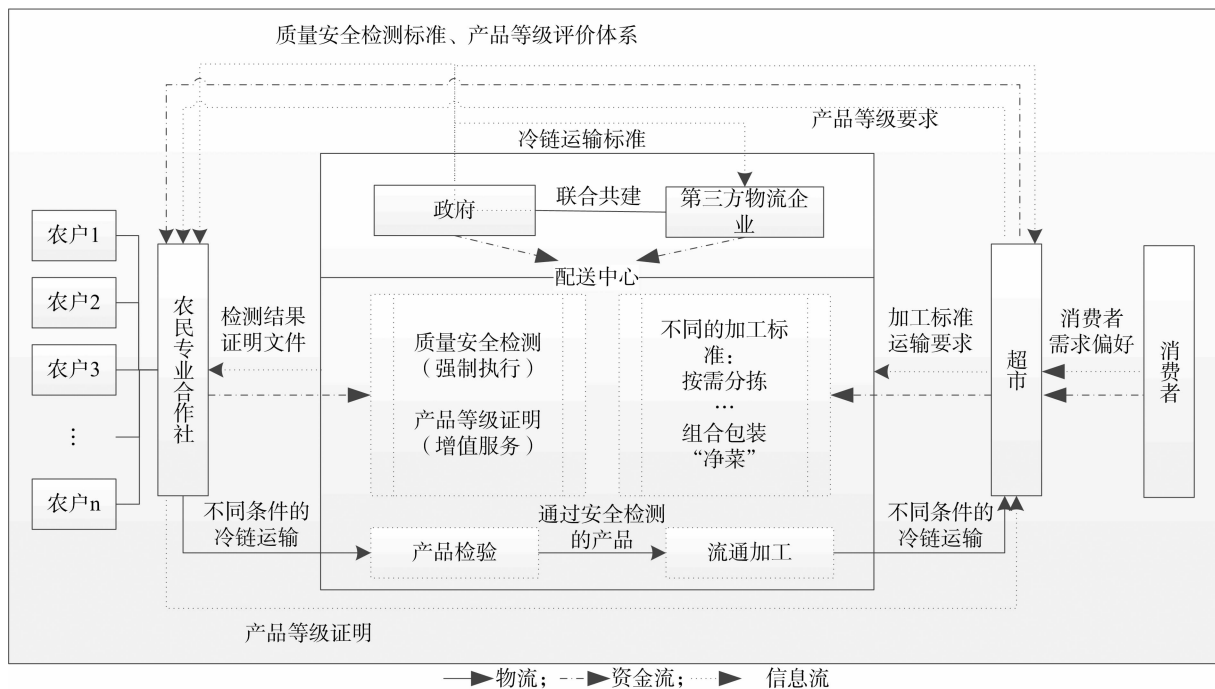 质量安全检测标准、产品等级评价体系
产品等级要求
冷链运输标准
政府
联合共建
第三方物流企
业
配送中心
农户1
农户2
农户3
…
农户n
农民专业合作社
检测结果
证明文件
质量安全检测
（强制执行）
产品等级证明
（增值服务）
不同的加工标
准：
按需分拣
…
组合包装
“净菜”
加工标准
运输要求
超市
消费者
需求偏好
消费者
不同条件的
冷链运输
产品检验
通过安全检测
的产品
流通加工
不同条件的
冷链运输
产品等级证明
物流；
资金流；
信息流